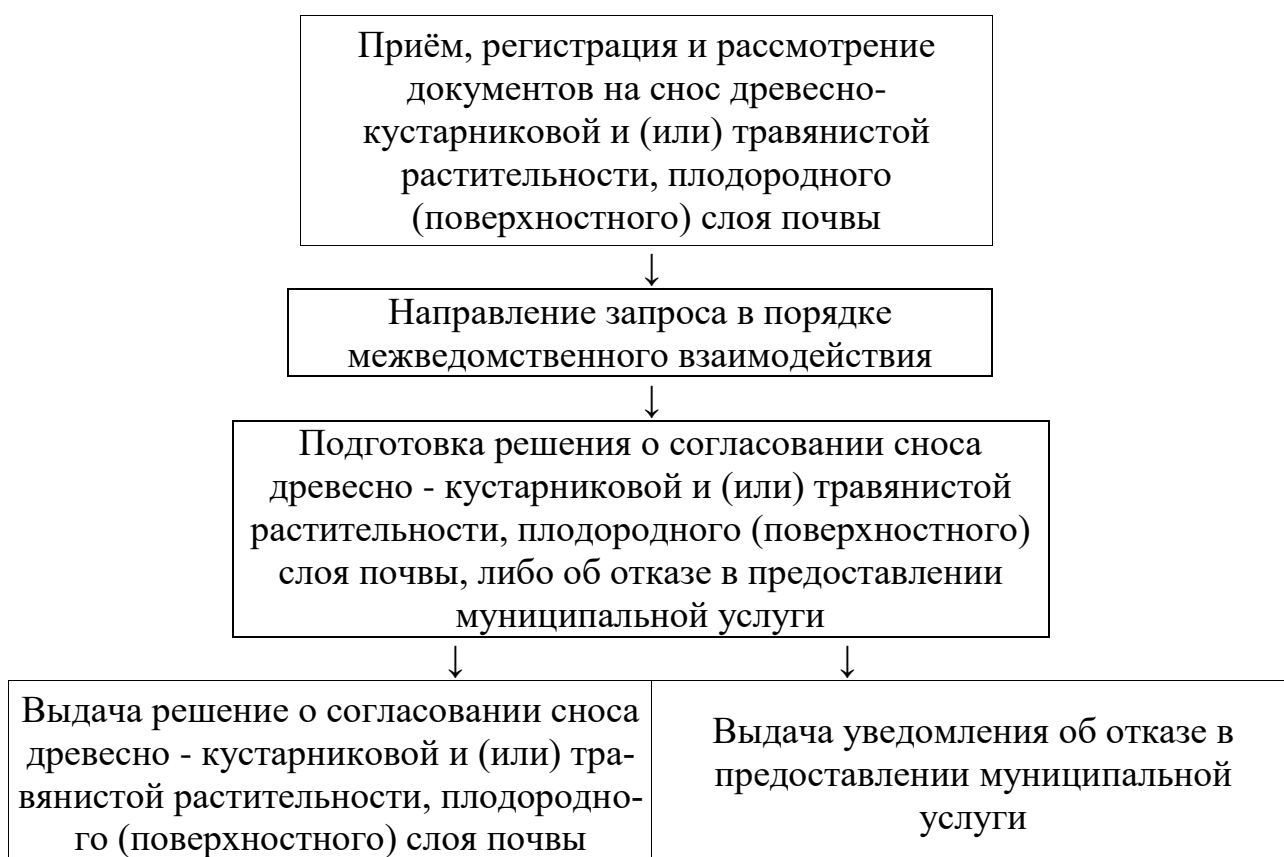 Приём, регистрация и рассмотрение
документов на снос древесно-
кустарниковой и (или) травянистой
растительности, плодородного
(поверхностного) слоя почвы
↓
Направление запроса в порядке
межведомственного взаимодействия
↓
Подготовка решения о согласовании сноса
древесно - кустарниковой и (или) травянистой
растительности, плодородного (поверхностного)
слоя почвы, либо об отказе в предоставлении
муниципальной услуги
↓ ↓
Выдача решение о согласовании сноса
древесно - кустарниковой и (или) тра-
вянистой растительности, плодородно-
го (поверхностного) слоя почвы
Выдача уведомления об отказе в
предоставлении муниципальной
услуги